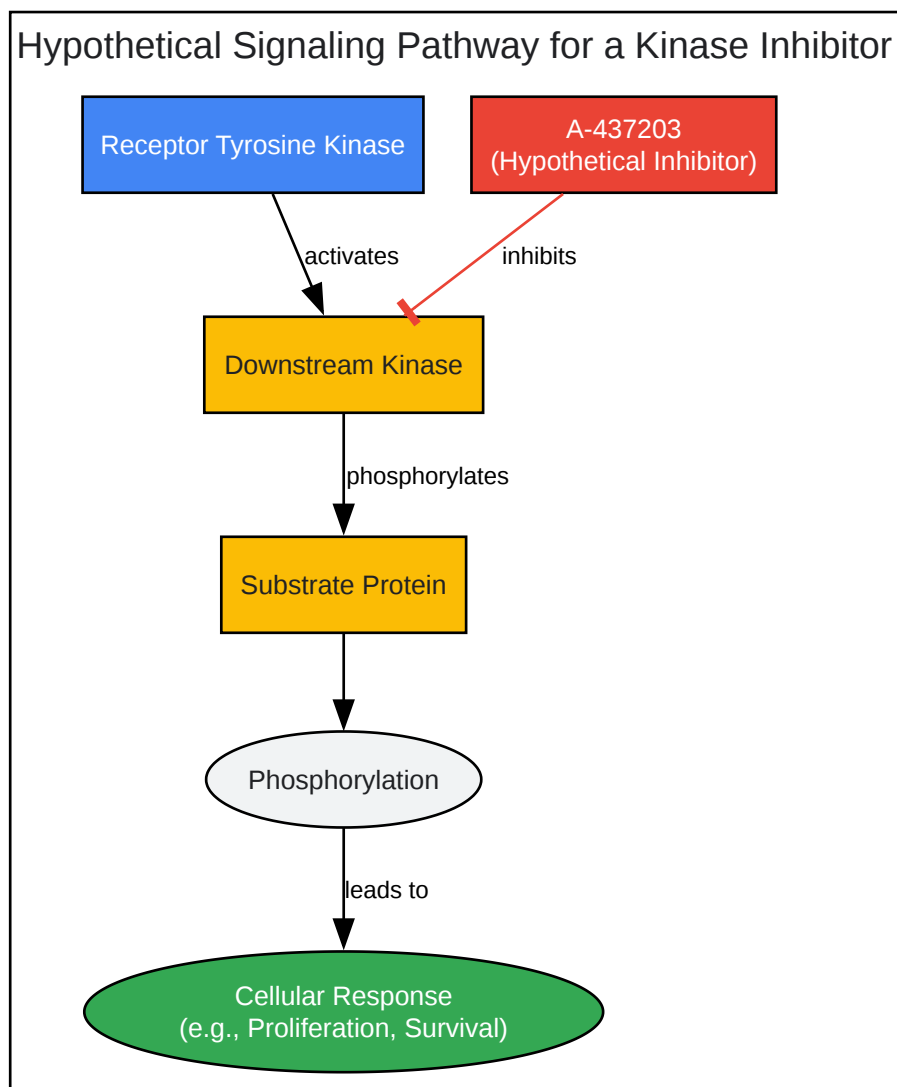 Hypothetical Signaling Pathway for a Kinase Inhibitor
Receptor Tyrosine Kinase
A-437203
(Hypothetical Inhibitor)
activates
inhibits
Downstream Kinase
phosphorylates
Substrate Protein
Phosphorylation
leads to
Cellular Response
(e.g., Proliferation, Survival)